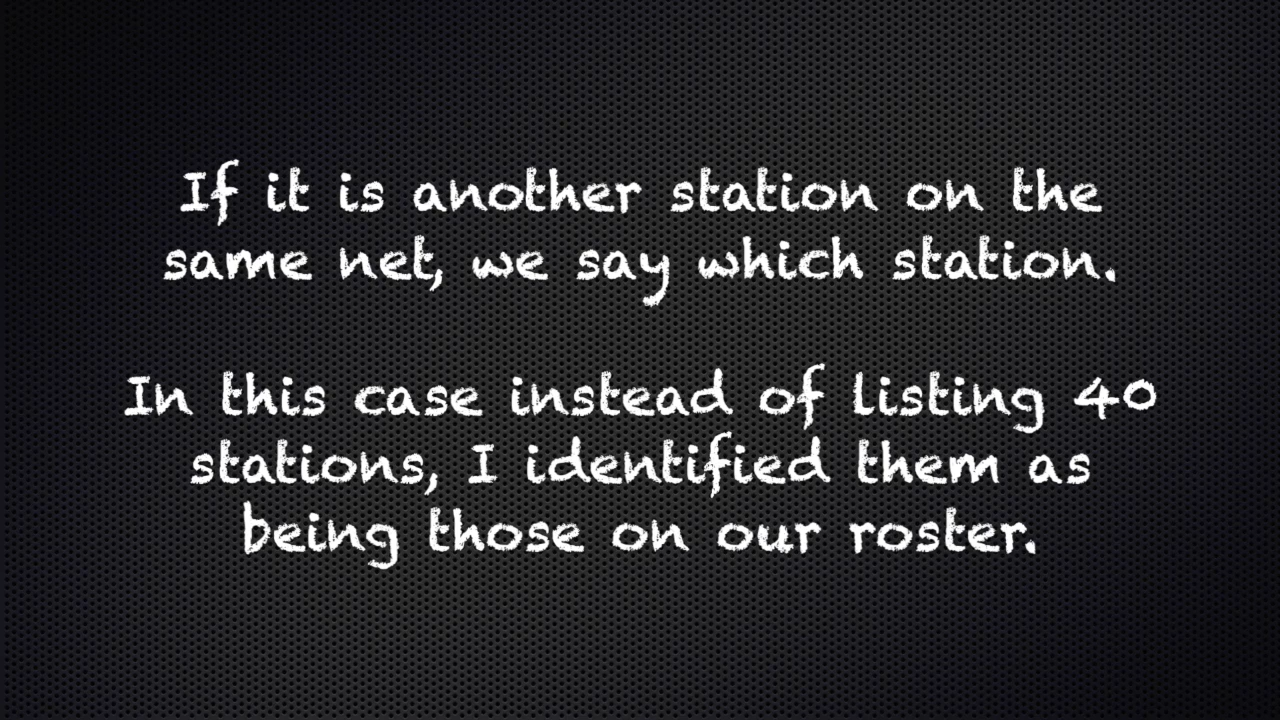 If it is another station on the
same net, we say which station.
In this case instead of listing 40
stations, I identified them as
being those on our roster.